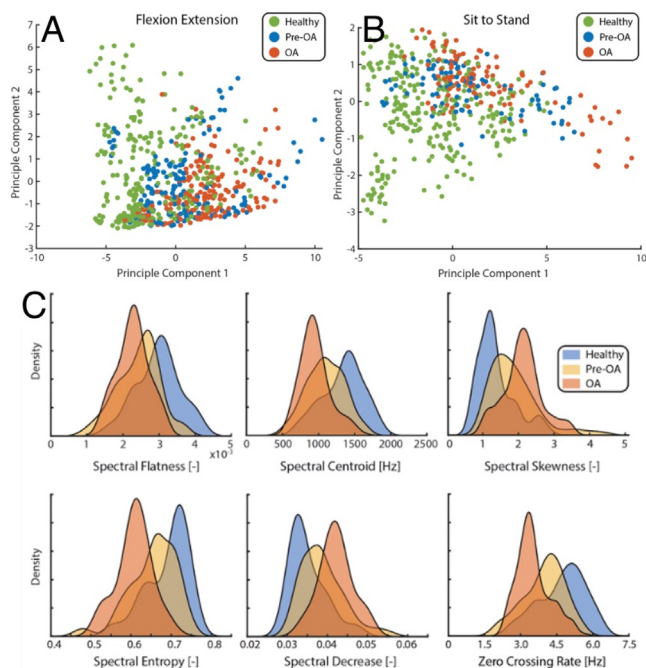 A
Flexion Extension
Healthy
Pre-OA
OA
Principle Component 2
7
6
5
4
3
2
1
0
-1
-2
-3
-10 -5 0 5 10
Principle Component 1
B
Sit to Stand
Healthy
Pre-OA
OA
Principle Component 2
2
1
0
-1
-2
-3
-4
-5 0 5 10
Principle Component 1
C
Density
0 1 2 3 4 5
Spectral Flatness [-]
0 500 1000 1500 2000 2500
Spectral Centroid [Hz]
Healthy
Pre-OA
OA
0 1 2 3 4 5
Spectral Skewness [-]
Density
0.4 0.5 0.6 0.7 0.8
Spectral Entropy [-]
0.02 0.03 0.04 0.05 0.06
Spectral Decrease [-]
0 1.5 3 4.5 6 7.5
Zero Crossing Rate [Hz]